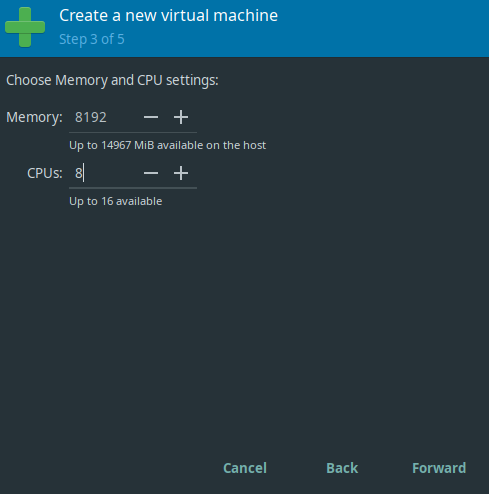 Create a new virtual machine
Step 3 of 5
Choose Memory and CPU settings:
Memory: 8192
Up to 14967 MiB available on the host
CPUs: 8
Up to 16 available
Cancel Back Forward